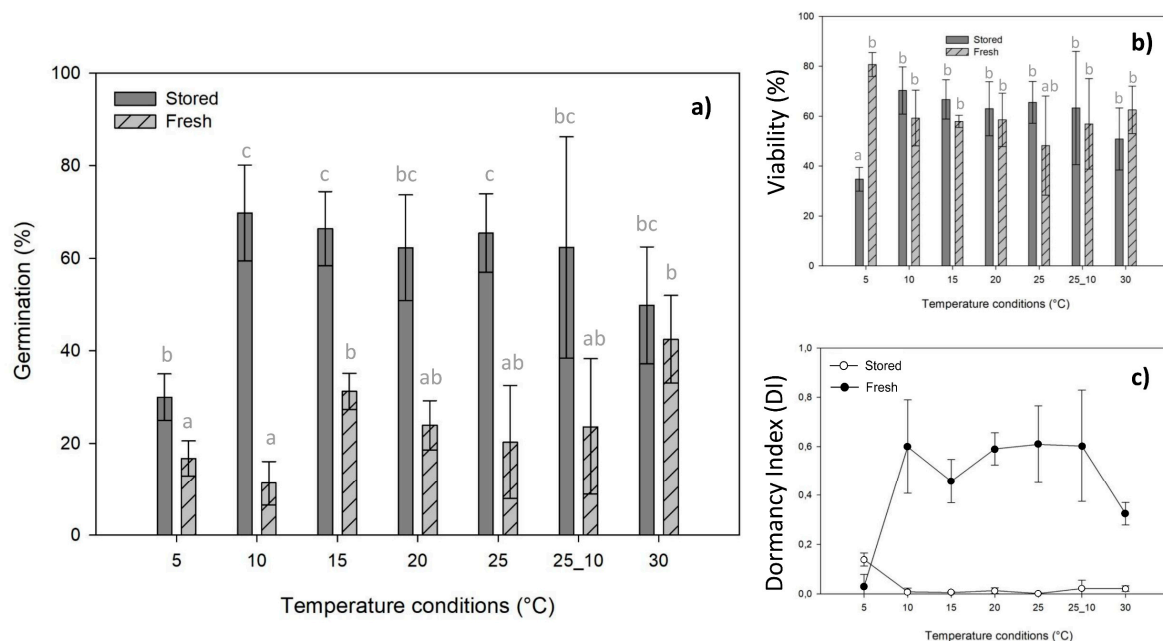 100
80
60
40
20
0
Germination (%)
Stored
Fresh
a)
b
a
c
a
c
b
bc
ab
c
ab
bc
ab
bc
b
5 10 15 20 25 25_10 30
Temperature conditions (°C)
b)
100
80
60
40
20
0
Viability (%)
Stored
Fresh
a
b
b
b
b
b
b
b
b
ab
b
b
b
b
5 10 15 20 25 25_10 30
Temperature conditions (°C)
c)
1,0
0,8
0,6
0,4
0,2
0,0
Dormancy Index (DI)
Stored
Fresh
5 10 15 20 25 25_10 30
Temperature conditions (°C)